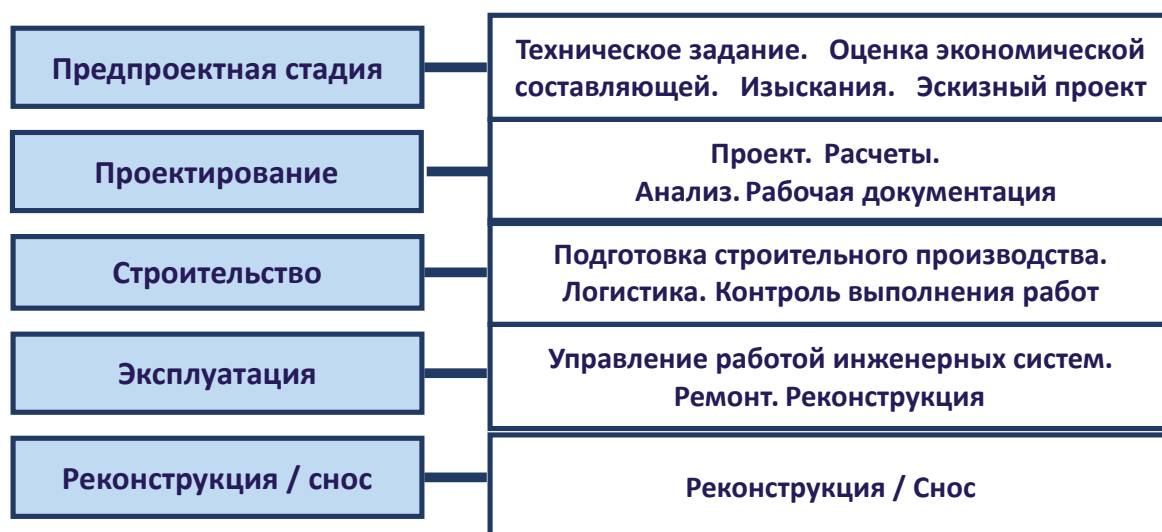 Предпроектная стадия
Техническое задание. Оценка экономической
составляющей. Изыскания. Эскизный проект
Проектирование
Проект. Расчеты.
Анализ. Рабочая документация
Строительство
Подготовка строительного производства.
Логистика. Контроль выполнения работ
Эксплуатация
Управление работой инженерных систем.
Ремонт. Реконструкция
Реконструкция / снос
Реконструкция / Снос